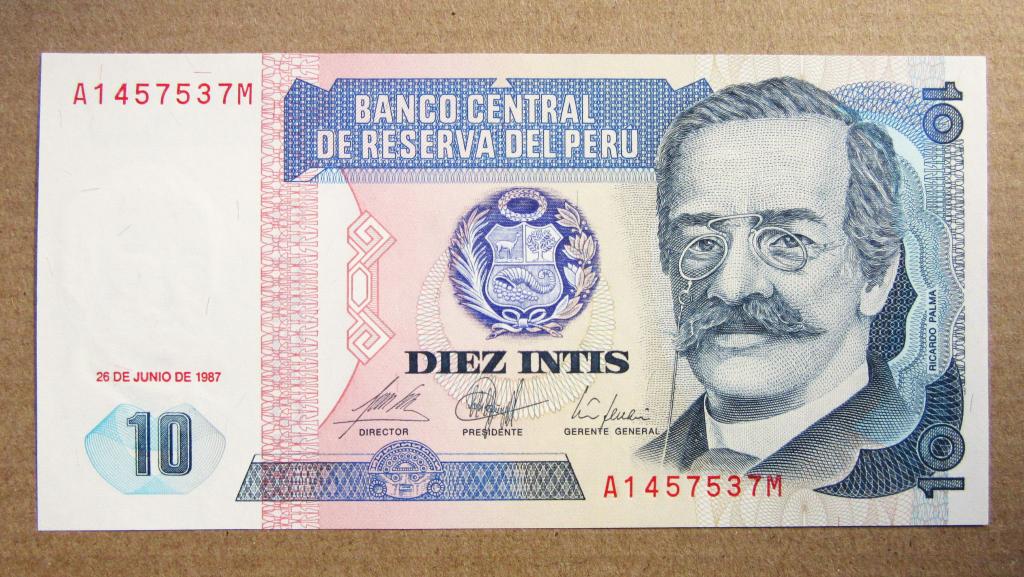 A1457537M
BANCO CENTRAL
DE RESERVA DEL PERU
10
DIEZ INTIS
RICARDO PALMA
26 DE JUNIO DE 1987
DIRECTOR
PRESIDENTE
GERENTE GENERAL
10
A1457537M
10